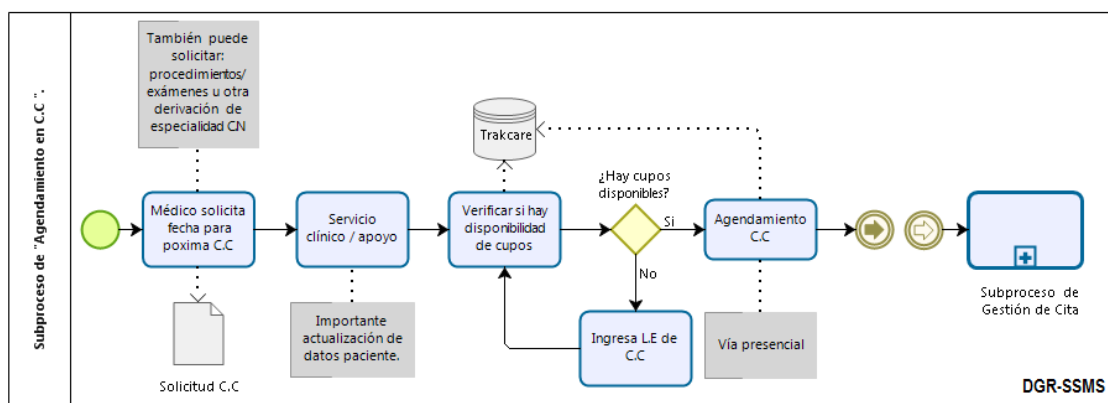 Subproceso de "Agendamiento en C.C ".
También puede
solicitar:
procedimientos/
exámenes u otra
derivación de
especialidad CN
Médico solicita
fecha para
poxima C.C
Solicitud C.C
Servicio
clínico / apoyo
Importante
actualización de
datos paciente.
Trakcare
Verificar si hay
disponibilidad
de cupos
¿Hay cupos
disponibles?
Si
No
Ingresa L.E de
C.C
Agendamiento
C.C
Vía presencial
Subproceso de
Gestión de Cita
DGR-SSMS